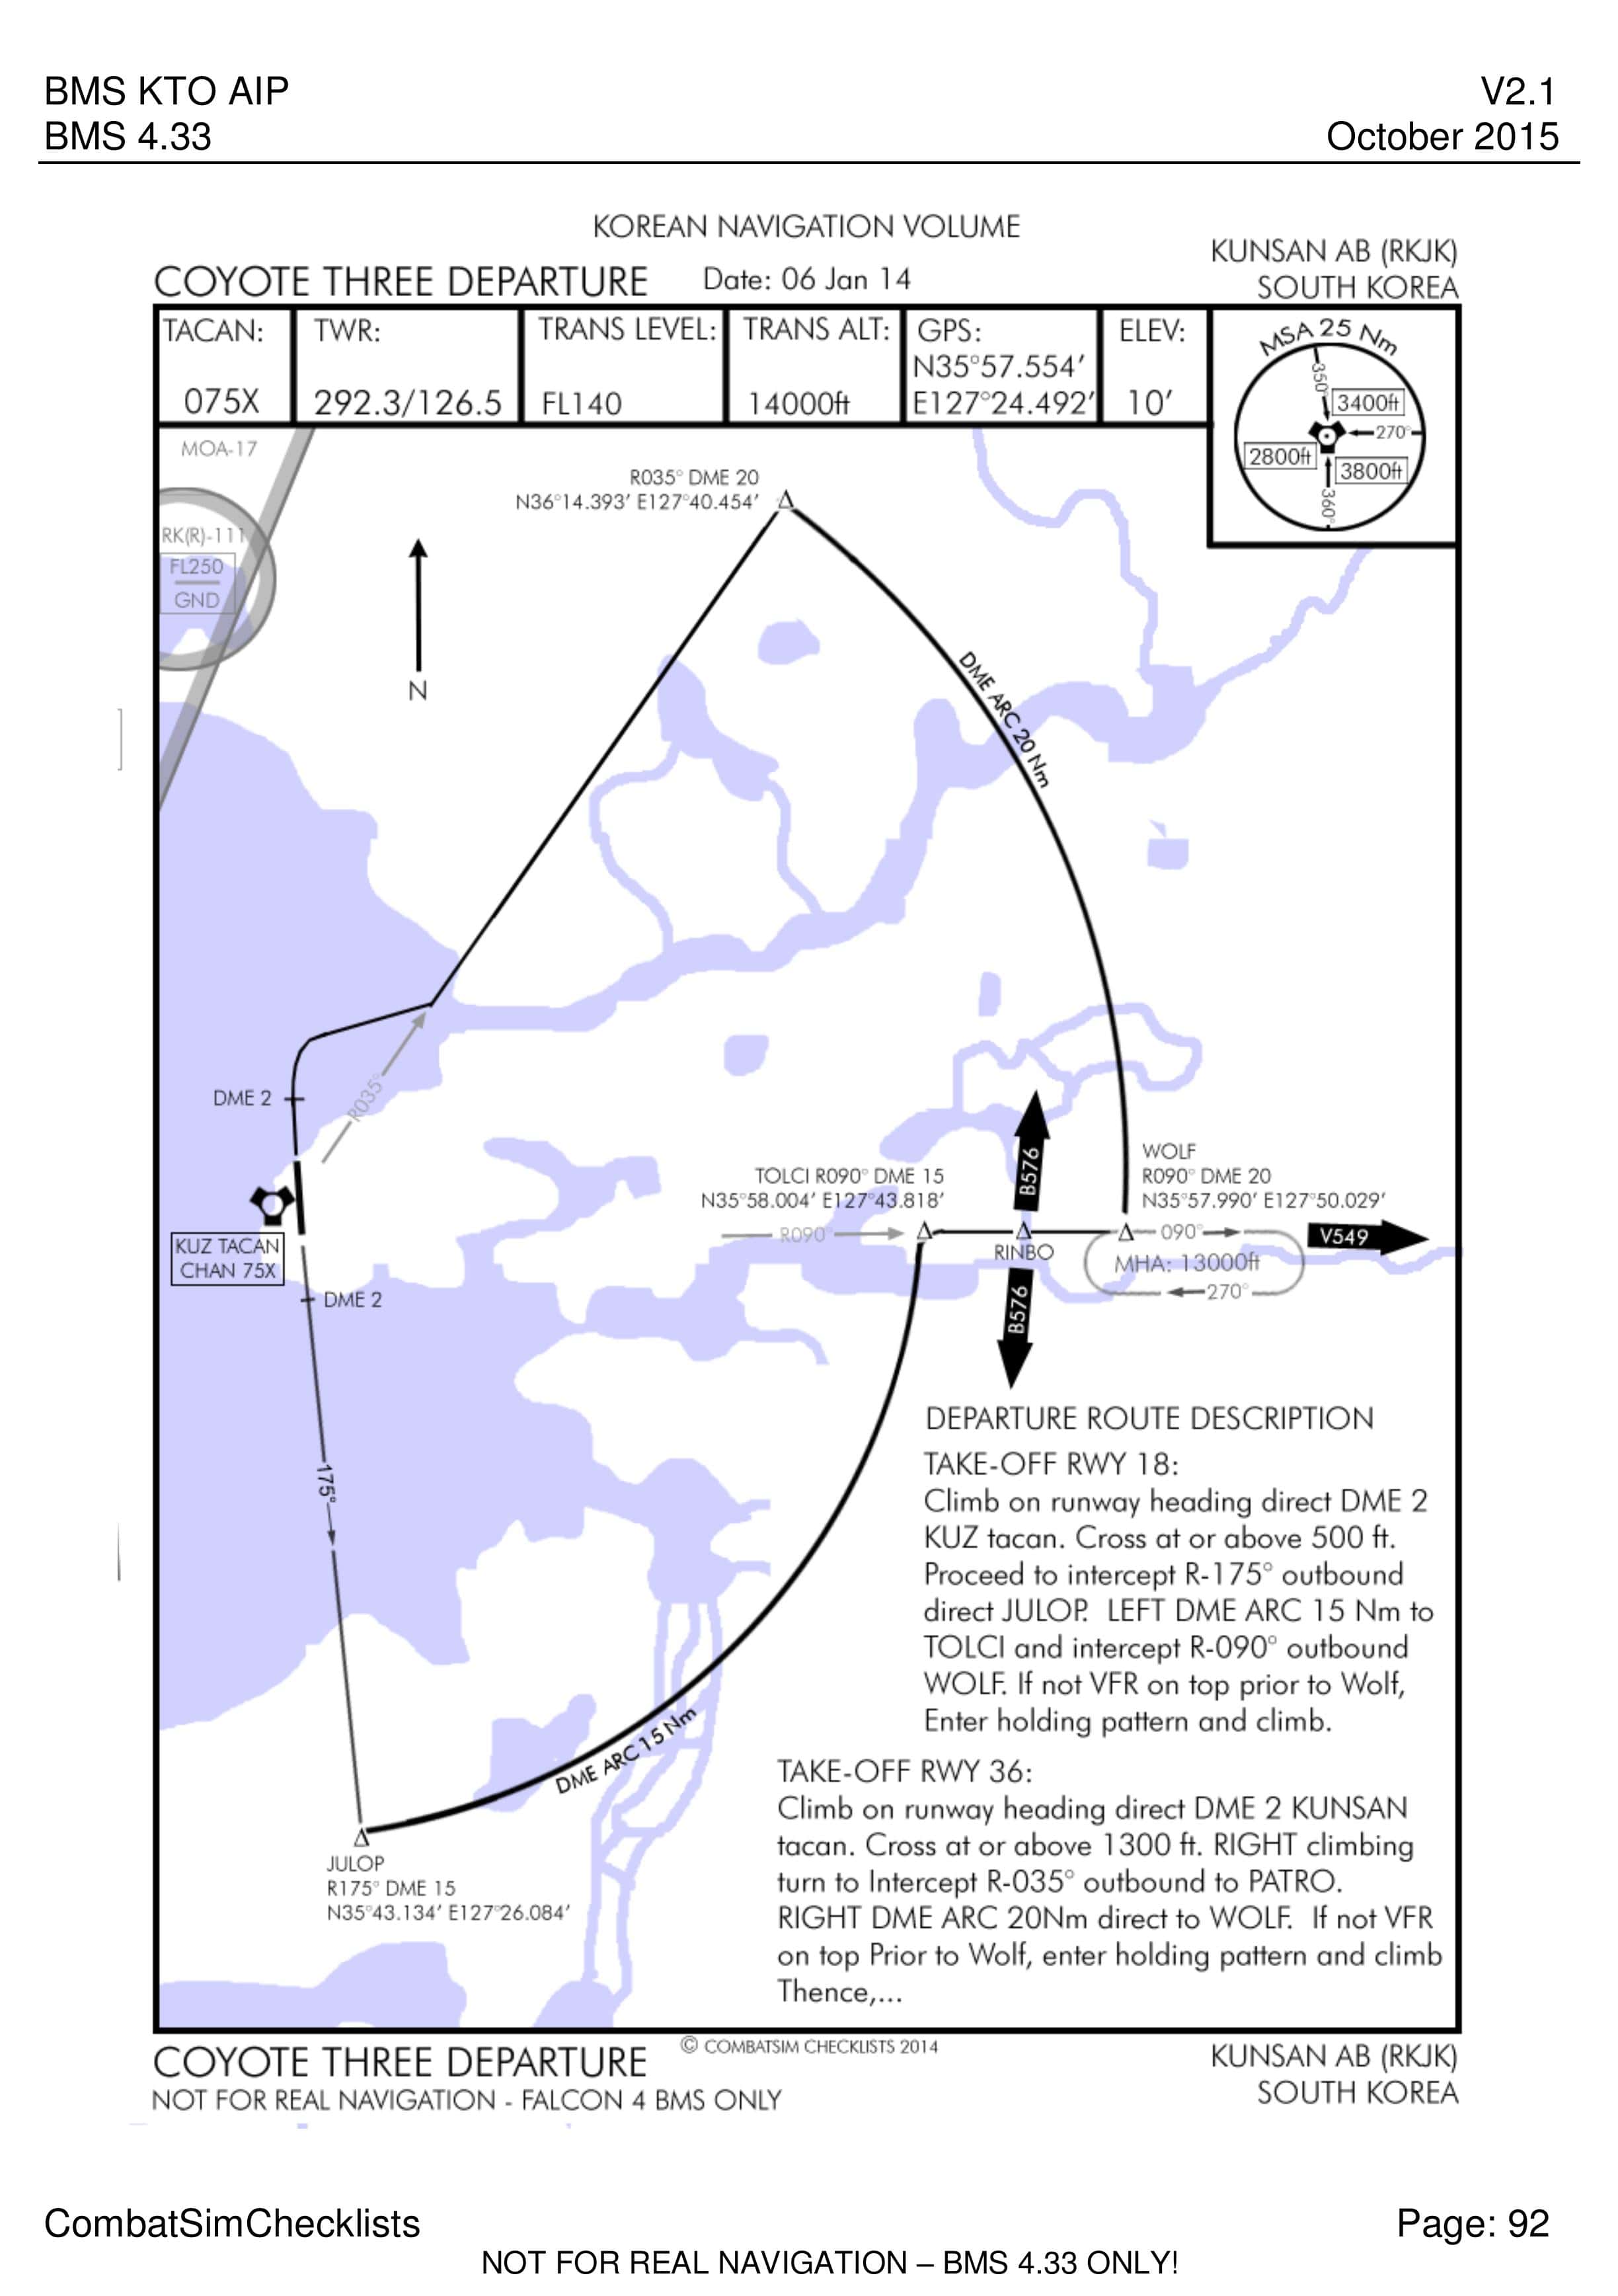 BMS KTO AIP
V2.1
BMS 4.33
October 2015
KOREAN NAVIGATION VOLUME
COYOTE THREE DEPARTURE
Date: 06 Jan 14
KUNSAN AB (RKJK)
SOUTH KOREA
TACAN:
075X
TWR:
292.3/126.5
TRANS LEVEL:
FL140
TRANS ALT:
14000ft
GPS:
N35°57.554′
E127°24.492′
ELEV:
10′
MSA 25 Nm
350°
3400ft
270°
2800ft
3800ft
360°
MOA-17
RK(R)-111
FL250
GND
R035° DME 20
N36°14.393′ E127°40.454′
N
DME ARC 20 Nm
DME 2
R035°
KUZ TACAN
CHAN 75X
DME 2
TOLCI R090° DME 15
N35°58.004′ E127°43.818′
R090°
B576
RINBO
B576
WOLF
R090° DME 20
N35°57.990′ E127°50.029′
090°
MHA: 13000ft
270°
V549
175°
DME ARC 15 Nm
JULOP
R175° DME 15
N35°43.134′ E127°26.084′
DEPARTURE ROUTE DESCRIPTION
TAKE-OFF RWY 18:
Climb on runway heading direct DME 2
KUZ tacan. Cross at or above 500 ft.
Proceed to intercept R-175° outbound
direct JULOP. LEFT DME ARC 15 Nm to
TOLCI and intercept R-090° outbound
WOLF. If not VFR on top prior to Wolf,
Enter holding pattern and climb.
TAKE-OFF RWY 36:
Climb on runway heading direct DME 2 KUNSAN
tacan. Cross at or above 1300 ft. RIGHT climbing
turn to Intercept R-035° outbound to PATRO.
RIGHT DME ARC 20Nm direct to WOLF. If not VFR
on top Prior to Wolf, enter holding pattern and climb
Thence,...
COYOTE THREE DEPARTURE
© COMBATSIM CHECKLISTS 2014
KUNSAN AB (RKJK)
NOT FOR REAL NAVIGATION - FALCON 4 BMS ONLY
SOUTH KOREA
CombatSimChecklists
Page: 92
NOT FOR REAL NAVIGATION – BMS 4.33 ONLY!